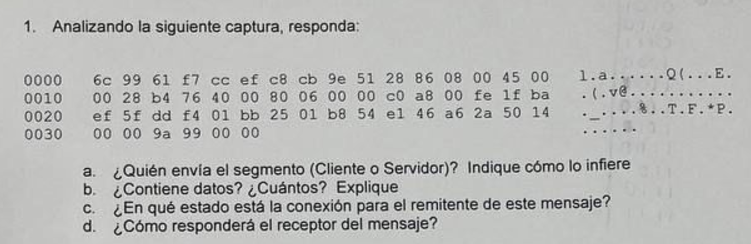 1. Analizando la siguiente captura, responda:
0000 6c 99 61 f7 cc ef c8 cb 9e 51 28 86 08 00 45 00 l.a......Q(...E.
0010 00 28 b4 76 40 00 80 06 00 00 c0 a8 00 fe 1f ba .(.v@...........
0020 ef 5f dd f4 01 bb 25 01 b8 54 e1 46 a6 2a 50 14 ._....%..T.F.*P.
0030 00 00 9a 99 00 00 ......
a. ¿Quién envía el segmento (Cliente o Servidor)? Indique cómo lo infiere
b. ¿Contiene datos? ¿Cuántos? Explique
c. ¿En qué estado está la conexión para el remitente de este mensaje?
d. ¿Cómo responderá el receptor del mensaje?